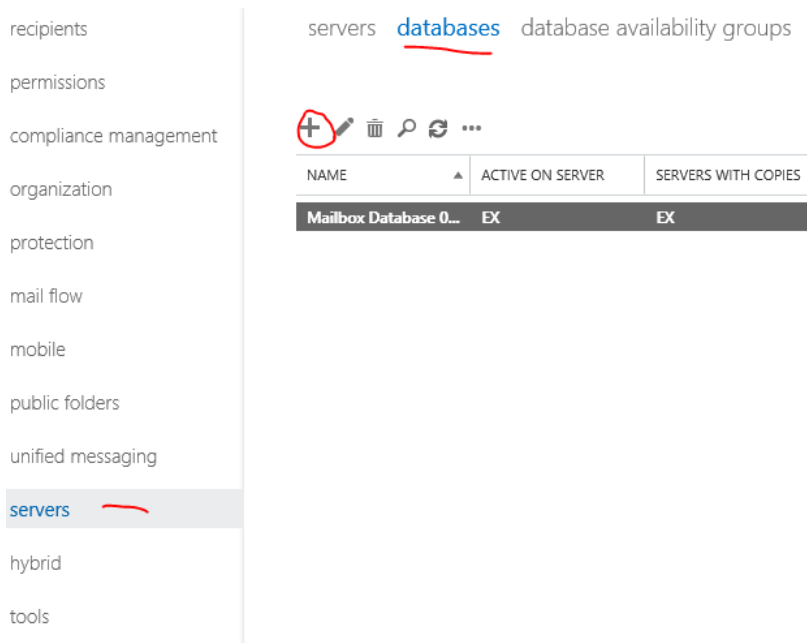 recipients
permissions
compliance management
organization
protection
mail flow
mobile
public folders
unified messaging
servers
hybrid
tools
servers databases database availability groups
NAME ACTIVE ON SERVER SERVERS WITH COPIES
Mailbox Database 0... EX EX